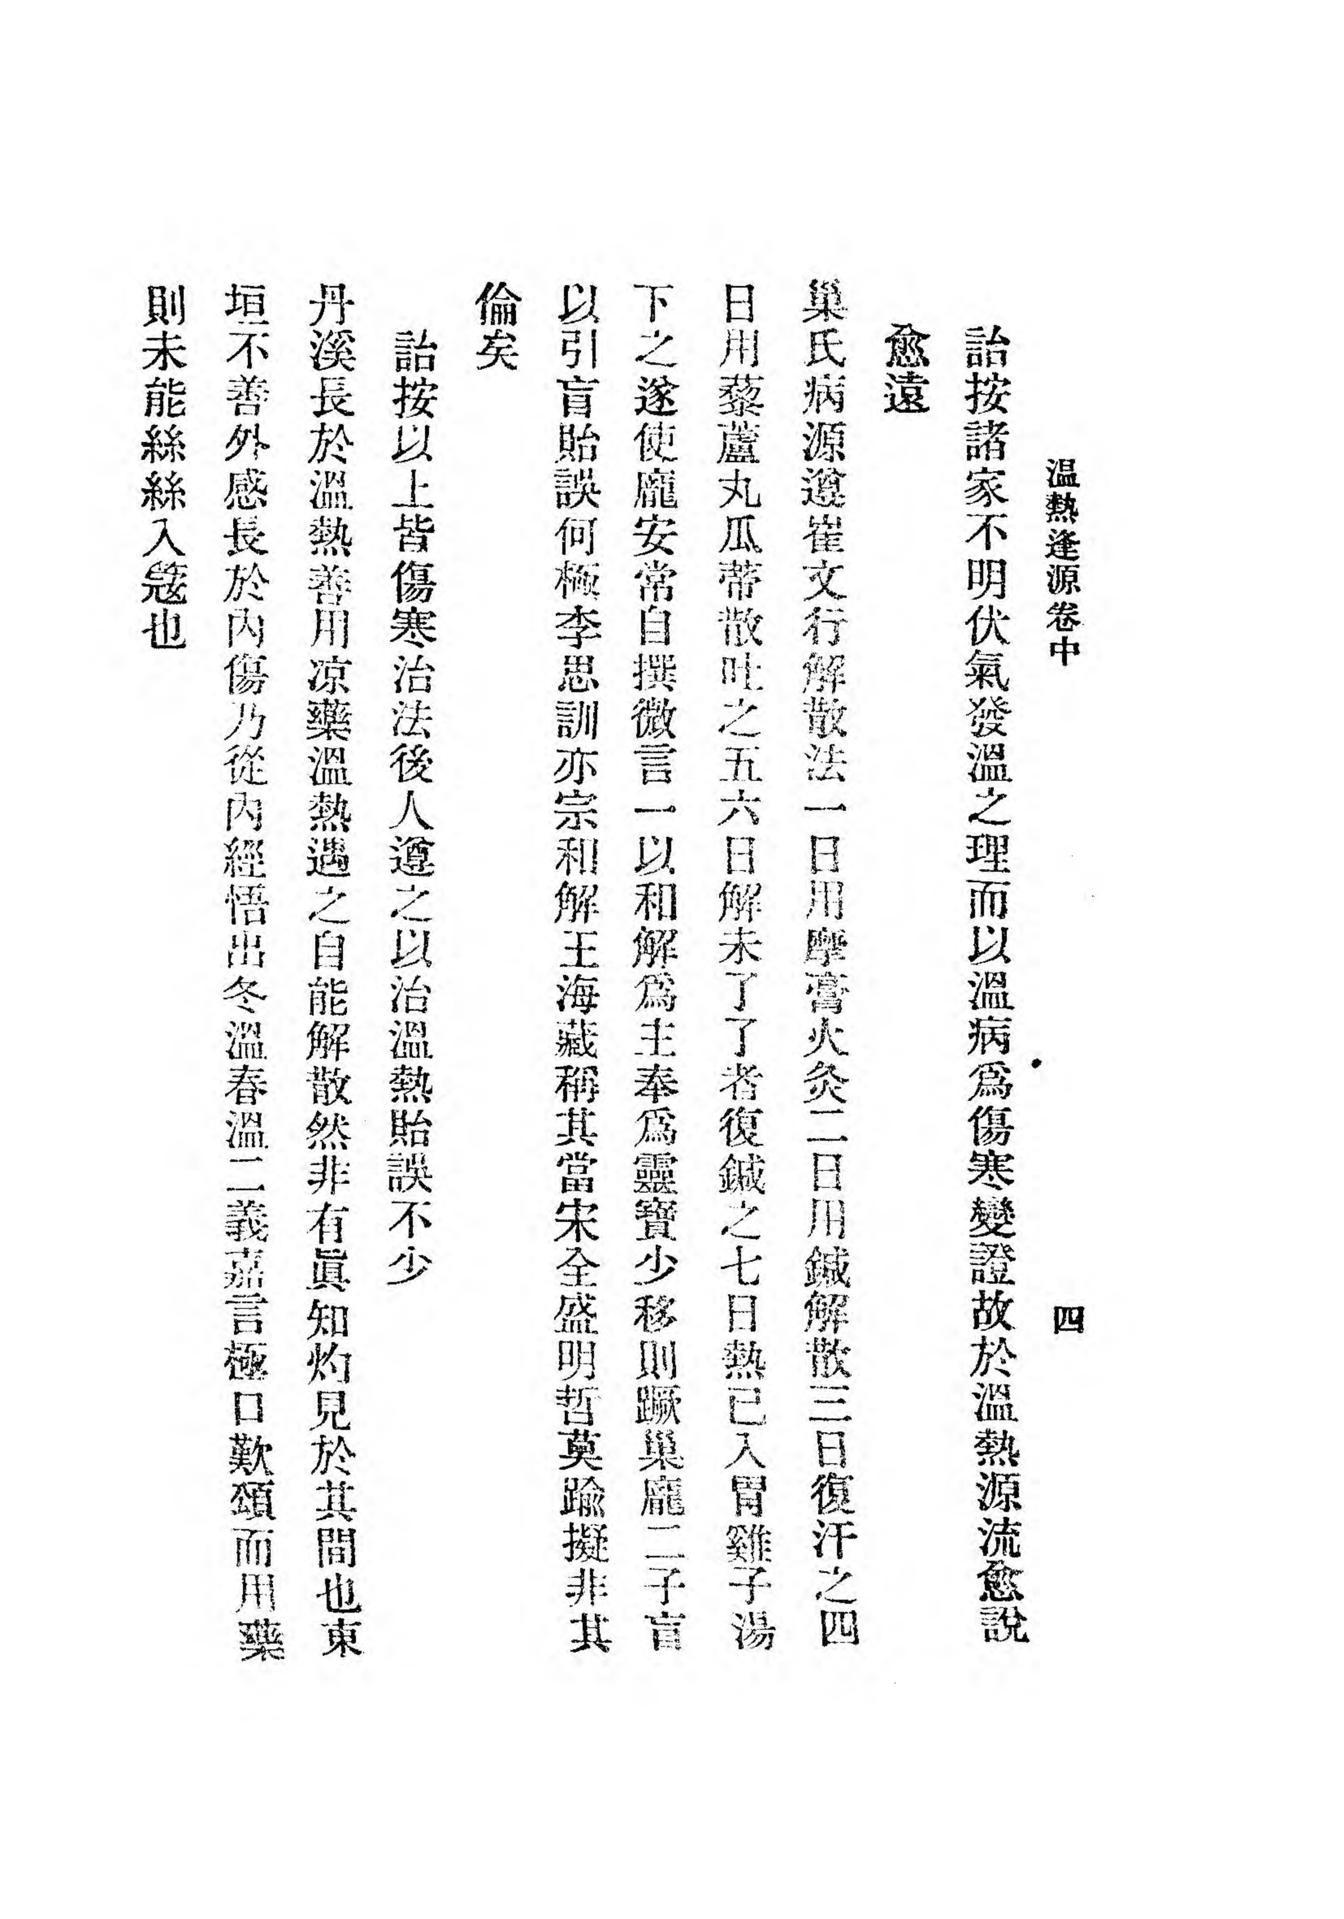 溫熱逢源卷中
四
詒按諸家不明伏氣發溫之理而以溫病爲傷寒變證故於溫熱源流愈說
愈遠
巢氏病源遵崔文行解散法一日用摩膏火灸二日用鍼解散三日復汗之四
日用藜蘆丸瓜蒂散吐之五六日解未了了者復鍼之七日熱已入胃雞子湯
下之遂使龐安常自撰微言一以和解爲主奉爲靈寶少移則蹶巢龐二子盲
以引盲貽誤何極李思訓亦宗和解王海藏稱其當宋全盛明哲莫踰擬非其
倫矣
詒按以上皆傷寒治法後人遵之以治溫熱貽誤不少
丹溪長於溫熱善用凉藥溫熱遇之自能解散然非有眞知灼見於其間也東
垣不善外感長於內傷乃從內經悟出冬溫春溫二義嘉言極口歎頌而用藥
則未能絲絲入簆也